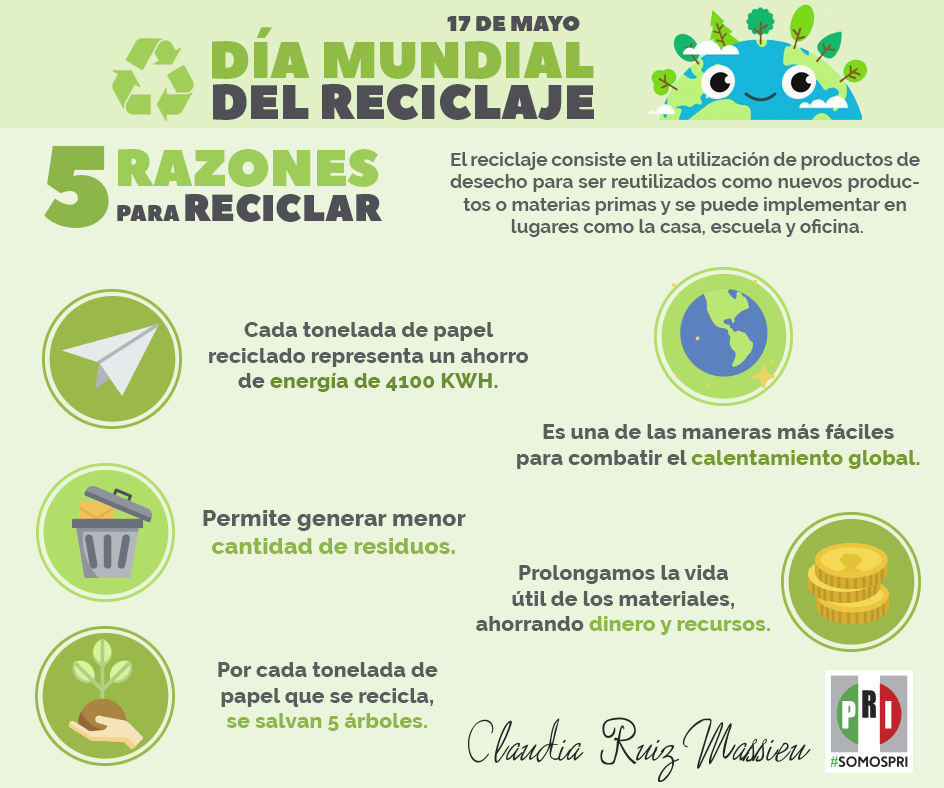 17 DE MAYO
DÍA MUNDIAL
DEL RECICLAJE
5 RAZONES
PARA RECICLAR
El reciclaje consiste en la utilización de productos de
desecho para ser reutilizados como nuevos produc-
tos o materias primas y se puede implementar en
lugares como la casa, escuela y oficina.
Cada tonelada de papel
reciclado representa un ahorro
de energía de 4100 KWH.
Es una de las maneras más fáciles
para combatir el calentamiento global.
Permite generar menor
cantidad de residuos.
Prolongamos la vida
útil de los materiales,
ahorrando dinero y recursos.
Por cada tonelada de
papel que se recicla,
se salvan 5 árboles.
Claudia Ruiz Massieu
PRI
#SOMOSPRI